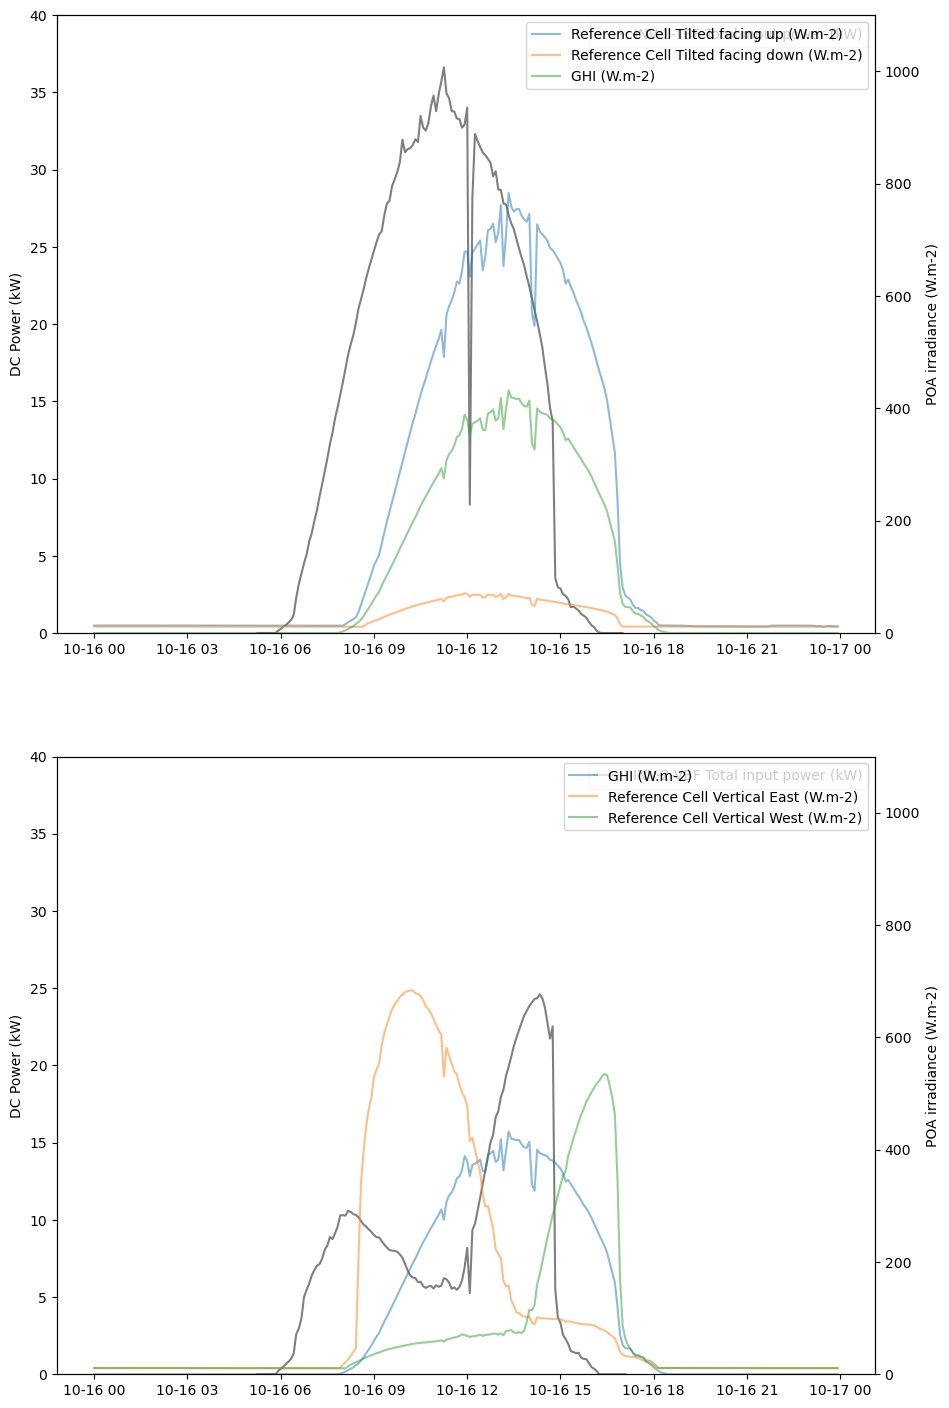 40
35
30
25
20
15
10
5
0
DC Power (kW)
Reference Cell Tilted facing up (W.m-2)
Reference Cell Tilted facing down (W.m-2)
GHI (W.m-2)
1000
800
600
400
200
0
POA irradiance (W.m-2)
10-16 00 10-16 03 10-16 06 10-16 09 10-16 12 10-16 15 10-16 18 10-16 21 10-17 00
40
35
30
25
20
15
10
5
0
DC Power (kW)
GHI (W.m-2)
Total input power (kW)
Reference Cell Vertical East (W.m-2)
Reference Cell Vertical West (W.m-2)
1000
800
600
400
200
0
POA irradiance (W.m-2)
10-16 00 10-16 03 10-16 06 10-16 09 10-16 12 10-16 15 10-16 18 10-16 21 10-17 00